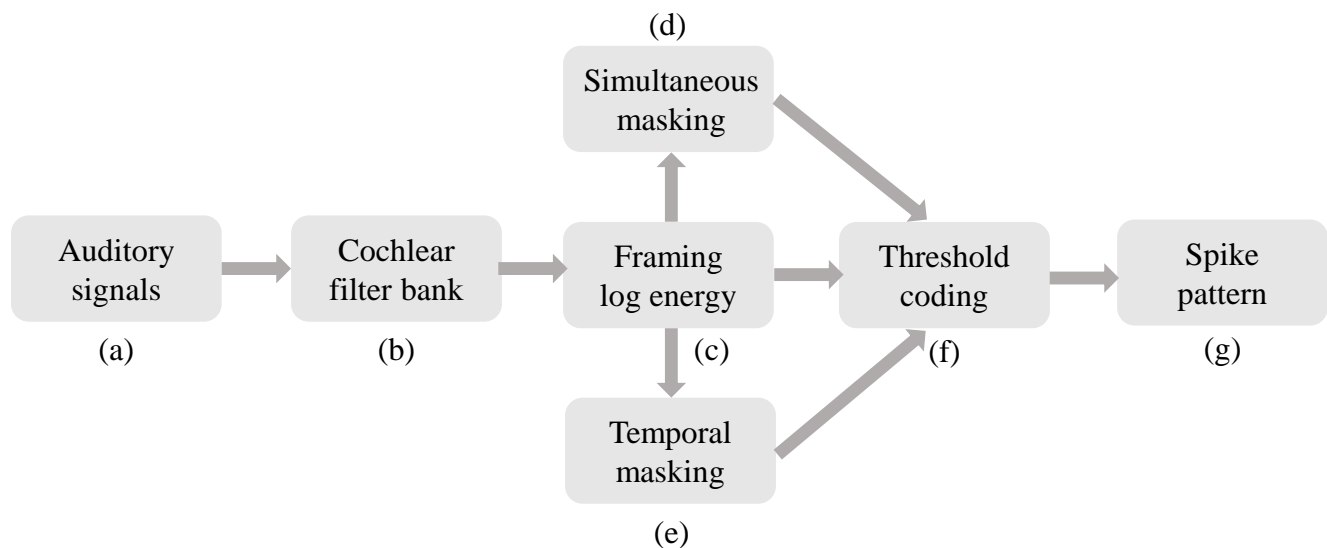 (d)
Simultaneous
masking
Auditory
signals
(a)
Cochlear
filter bank
(b)
Framing
log energy
(c)
Threshold
coding
(f)
Spike
pattern
(g)
Temporal
masking
(e)